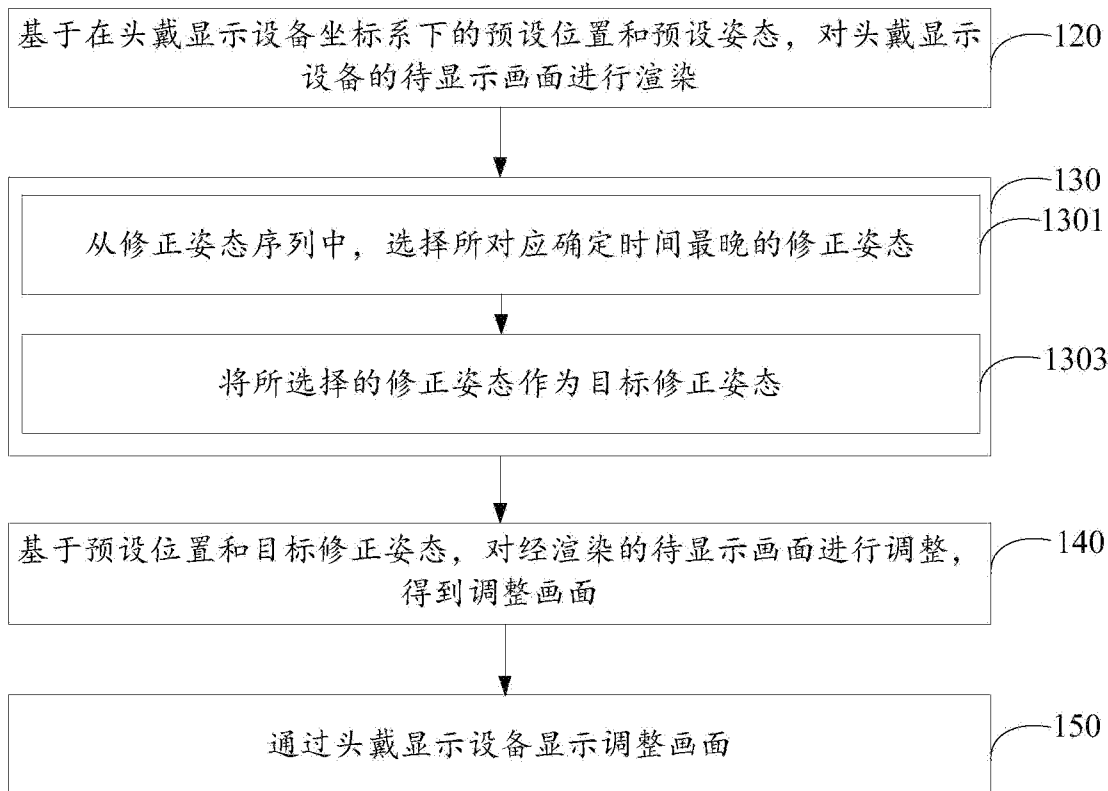 基于在头戴显示设备坐标系下的预设位置和预设姿态，对头戴显示
设备的待显示画面进行渲染
120
130
1301
从修正姿态序列中，选择所对应确定时间最晚的修正姿态
1303
将所选择的修正姿态作为目标修正姿态
基于预设位置和目标修正姿态，对经渲染的待显示画面进行调整，
得到调整画面
140
通过头戴显示设备显示调整画面
150